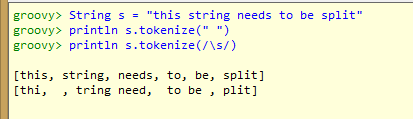 groovy> String s = "this string needs to be split"
groovy> println s.tokenize(" ")
groovy> println s.tokenize(/\s/)
[this, string, needs, to, be, split]
[thi,  , tring need,  to be , plit]